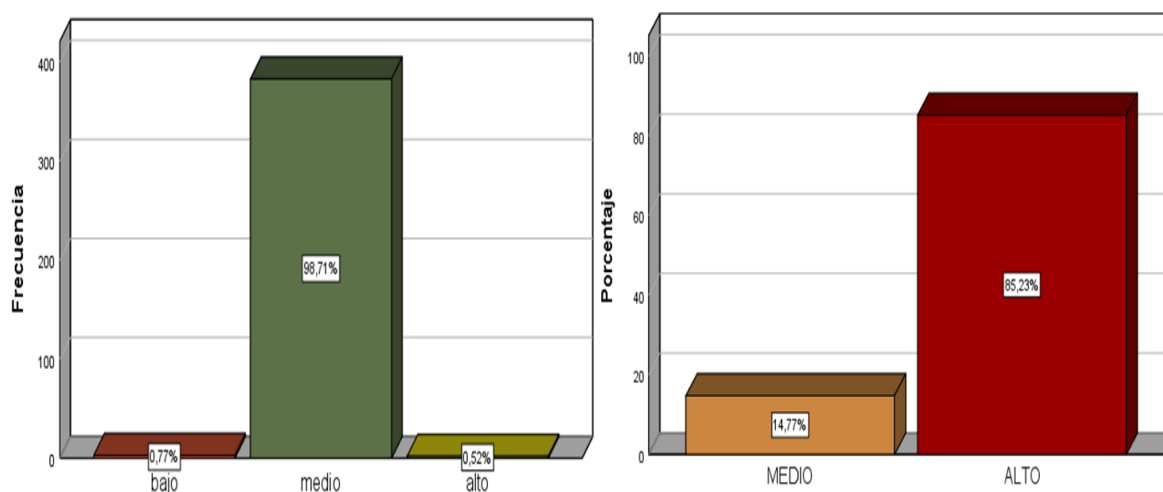 Frecuencia
400
300
200
100
0
98,71%
0,77%
0,52%
bajo
medio
alto
Porcentaje
100
80
60
40
20
0
85,23%
14,77%
MEDIO
ALTO